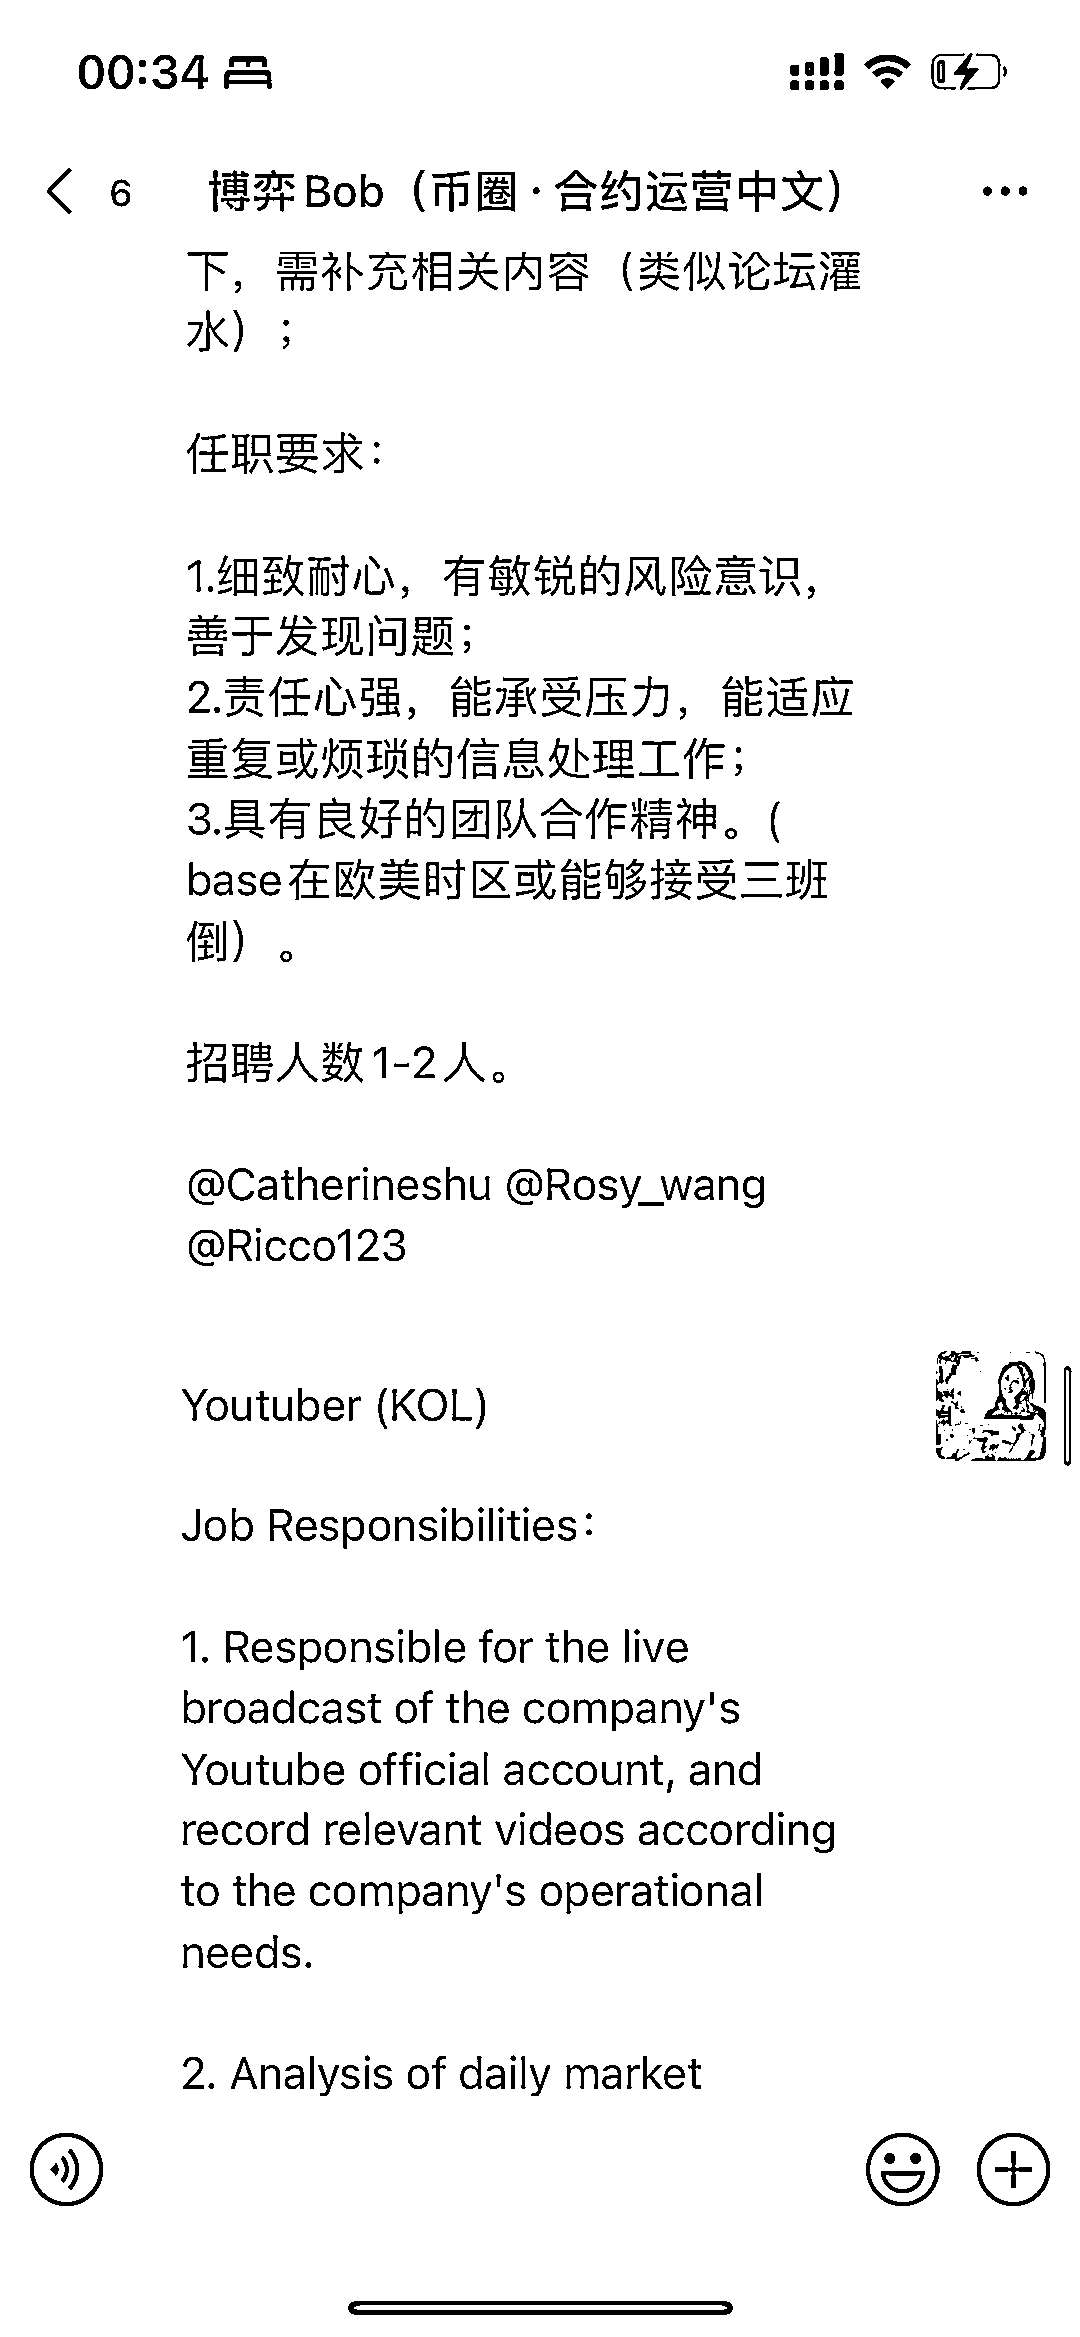 00:34
6
博弈Bob（币圈·合约运营中文）
下，需补充相关内容（类似论坛灌
水）；
任职要求：
1.细致耐心，有敏锐的风险意识，
善于发现问题；
2.责任心强，能承受压力，能适应
重复或烦琐的信息处理工作；
3.具有良好的团队合作精神。(
base在欧美时区或能够接受三班
倒）。
招聘人数1-2人。
@Catherineshu @Rosy_wang
@Ricco123
Youtuber (KOL)
Job Responsibilities：
1. Responsible for the live
broadcast of the company's
Youtube official account, and
record relevant videos according
to the company's operational
needs.
2. Analysis of daily market